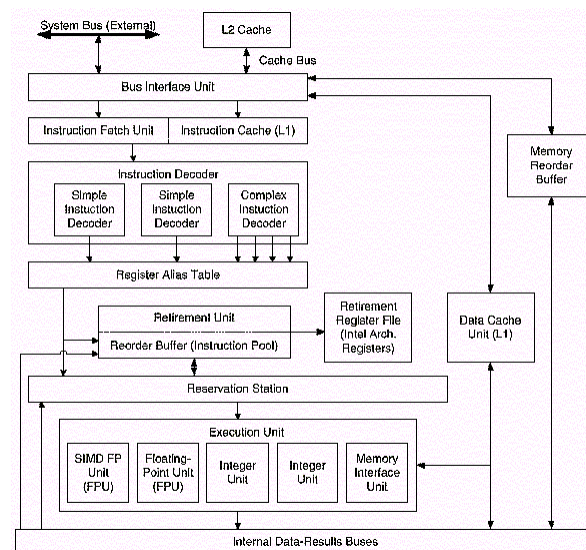 System Bus (External)
L2 Cache
Cache Bus
Bus Interface Unit
Instruction Fetch Unit
Instruction Cache (L1)
Memory
Reorder
Buffer
Instruction Decoder
Simple
Instuction
Decoder
Simple
Instuction
Decoder
Complex
Instuction
Decoder
Register Alias Table
Retirement Unit
Reorder Buffer (Instruction Pool)
Retirement
Register File
(Intel Arch.
Registers)
Data Cache
Unit (L1)
Reservation Station
Execution Unit
SIMD FP
Unit
(FPU)
Floating-
Point Unit
(FPU)
Integer
Unit
Integer
Unit
Memory
Interface
Unit
Internal Data-Results Buses